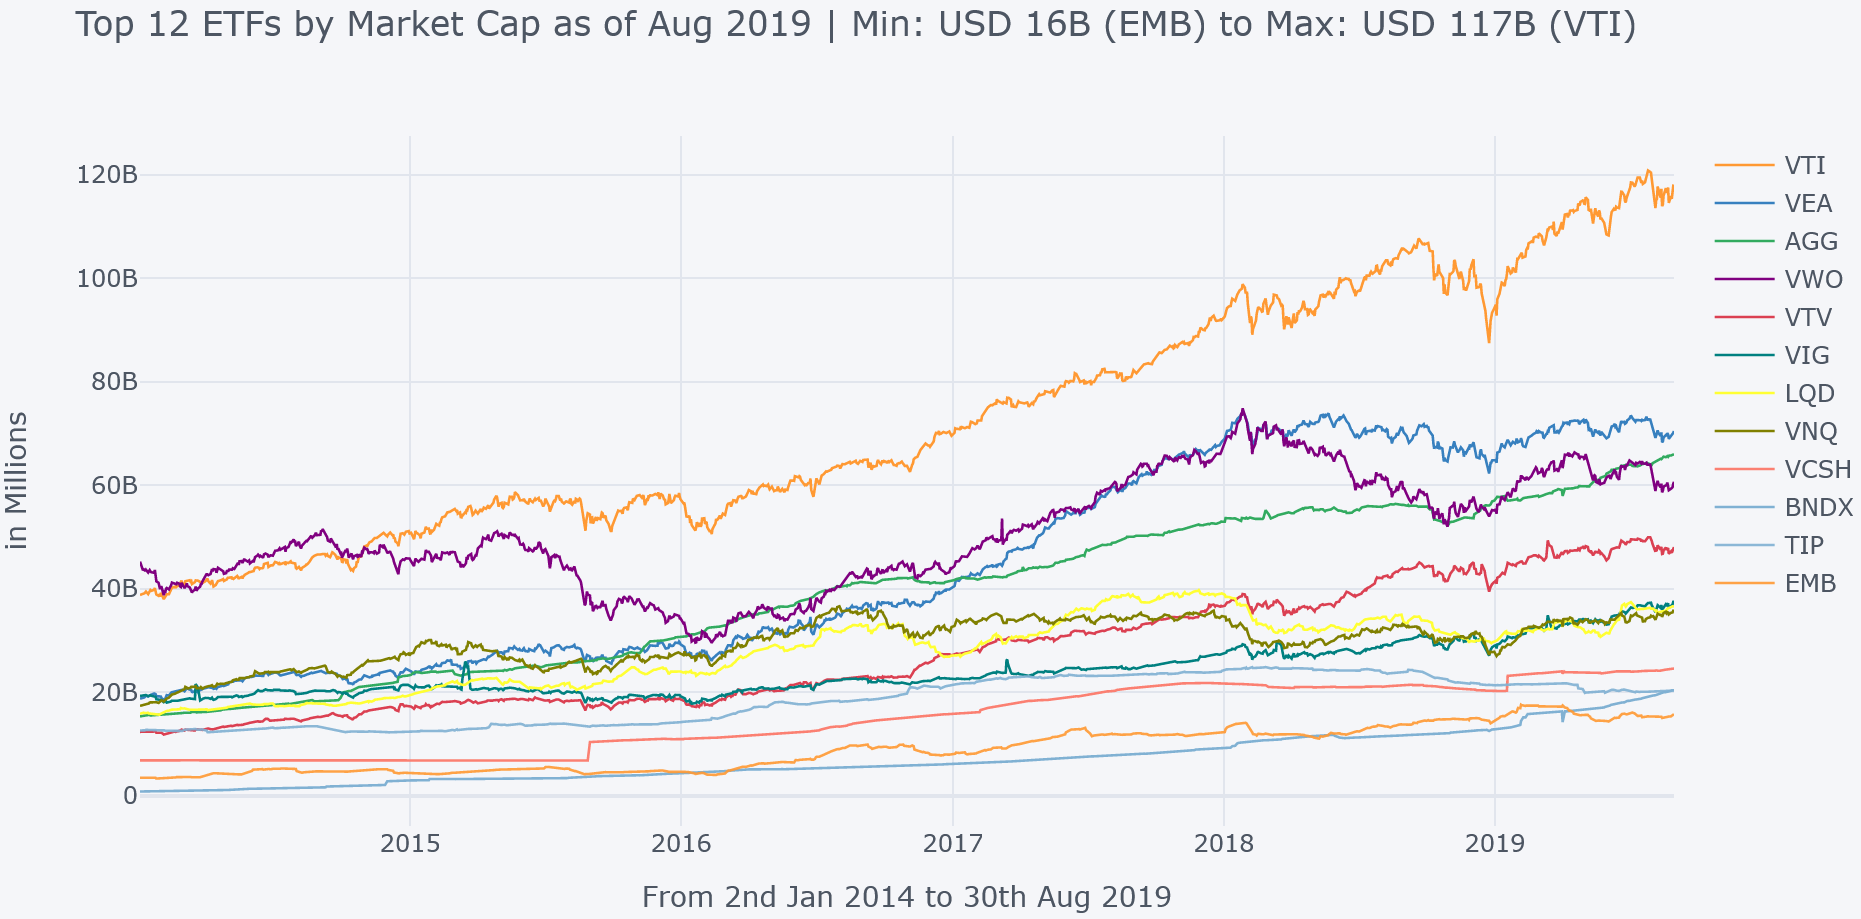 Top 12 ETFs by Market Cap as of Aug 2019 | Min: USD 16B (EMB) to Max: USD 117B (VTI)
120B
100B
80B
60B
40B
20B
0
in Millions
2015
2016
2017
2018
2019
From 2nd Jan 2014 to 30th Aug 2019
VTI
VEA
AGG
VWO
VTV
VIG
LQD
VNQ
VCSH
BNDX
TIP
EMB